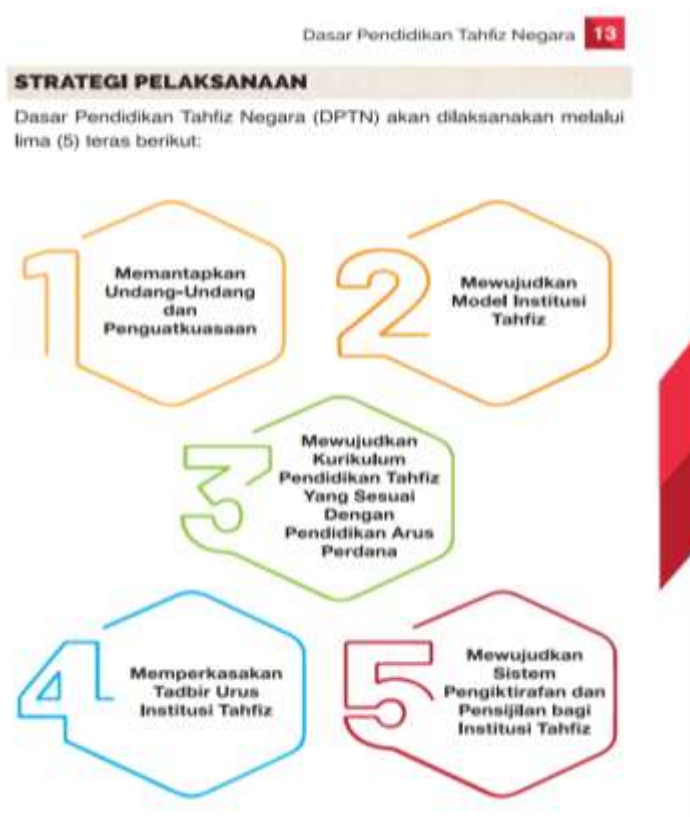 Dasar Pendidikan Tahfiz Negara 13
STRATEGI PELAKSANAAN
Dasar Pendidikan Tahfiz Negara (DPTN) akan dilaksanakan melalui
lima (5) teras berikut:
1
Memantapkan
Undang-Undang
dan
Penguatkuasaan
2
Mewujudkan
Model Institusi
Tahfiz
3
Mewujudkan
Kurikulum
Pendidikan Tahfiz
Yang Sesuai
Dengan
Pendidikan Arus
Perdana
4
Memperkasakan
Tadbir Urus
Institusi Tahfiz
5
Mewujudkan
Sistem
Pengiktirafan dan
Pensijilan bagi
Institusi Tahfiz